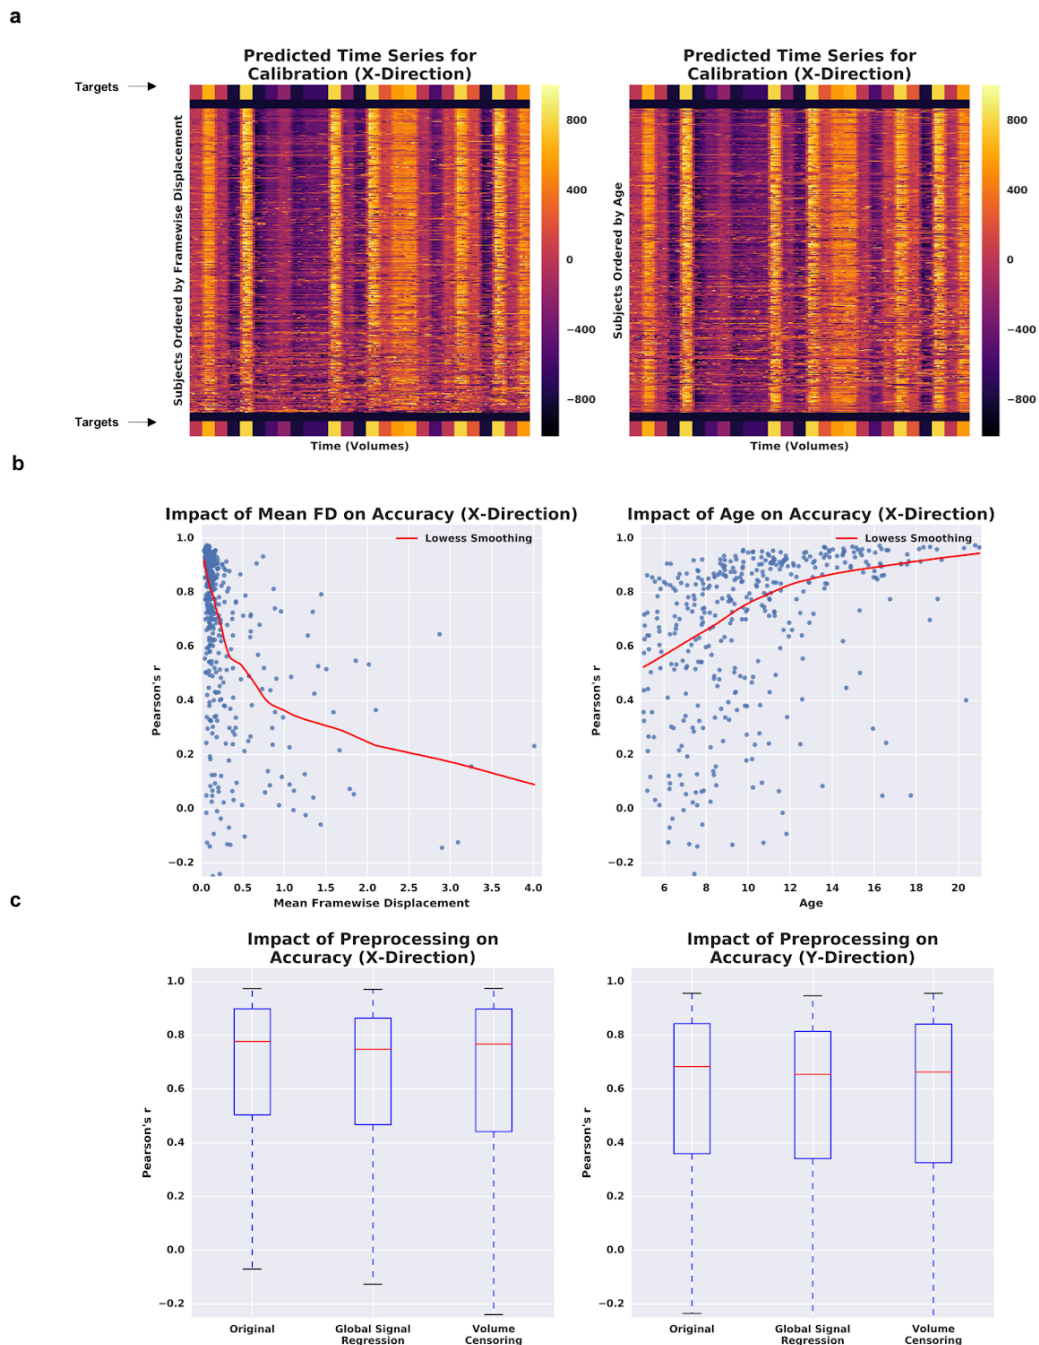 a
Predicted Time Series for
Calibration (X-Direction)
Targets
Subjects Ordered by Framewise Displacement
800
400
0
−400
−800
Targets
Time (Volumes)
Predicted Time Series for
Calibration (X-Direction)
Subjects Ordered by Age
800
400
0
−400
−800
Time (Volumes)
b
Impact of Mean FD on Accuracy (X-Direction)
Lowess Smoothing
Pearson's r
1.0
0.8
0.6
0.4
0.2
0.0
−0.2
0.0 0.5 1.0 1.5 2.0 2.5 3.0 3.5 4.0
Mean Framewise Displacement
Impact of Age on Accuracy (X-Direction)
Lowess Smoothing
Pearson's r
1.0
0.8
0.6
0.4
0.2
0.0
−0.2
6 8 10 12 14 16 18 20
Age
c
Impact of Preprocessing on
Accuracy (X-Direction)
Pearson's r
1.0
0.8
0.6
0.4
0.2
0.0
−0.2
Original Global Signal Volume
Regression Censoring
Impact of Preprocessing on
Accuracy (Y-Direction)
Pearson's r
1.0
0.8
0.6
0.4
0.2
0.0
−0.2
Original Global Signal Volume
Regression Censoring